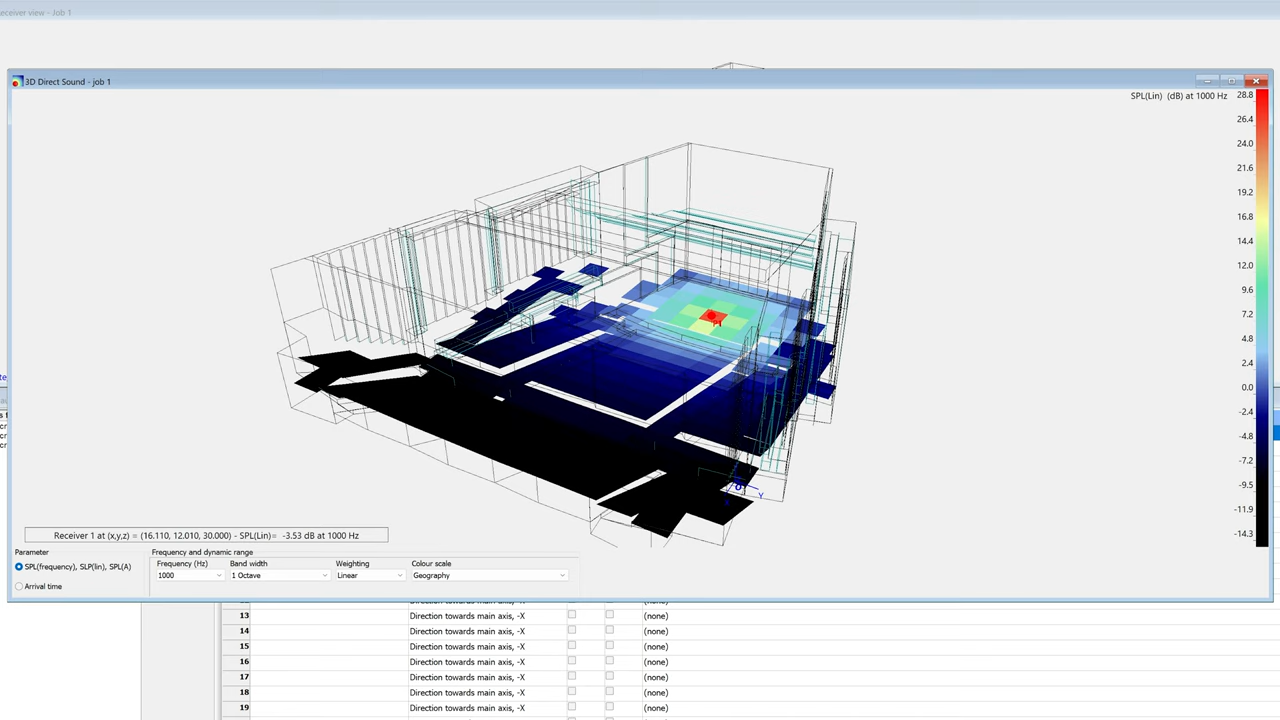 eceiver view - Job 1
3D Direct Sound - job 1
SPL(Lin) (dB) at 1000 Hz
28.8
26.4
24.0
21.6
19.2
16.8
14.4
12.0
9.6
7.2
4.8
2.4
0.0
-2.4
-4.8
-7.2
-9.5
-11.9
-14.3
P1
O
Y
Receiver 1 at (x,y,z) = (16.110, 12.010, 30.000) - SPL(Lin)= -3.53 dB at 1000 Hz
Parameter
SPL(frequency), SLP(lin), SPL(A)
Arrival time
Frequency and dynamic range
Frequency (Hz)
Band width
Weighting
Colour scale
1000
1 Octave
Linear
Geography
13 Direction towards main axis, -X (none)
14 Direction towards main axis, -X (none)
15 Direction towards main axis, -X (none)
16 Direction towards main axis, -X (none)
17 Direction towards main axis, -X (none)
18 Direction towards main axis, -X (none)
19 Direction towards main axis, -X (none)